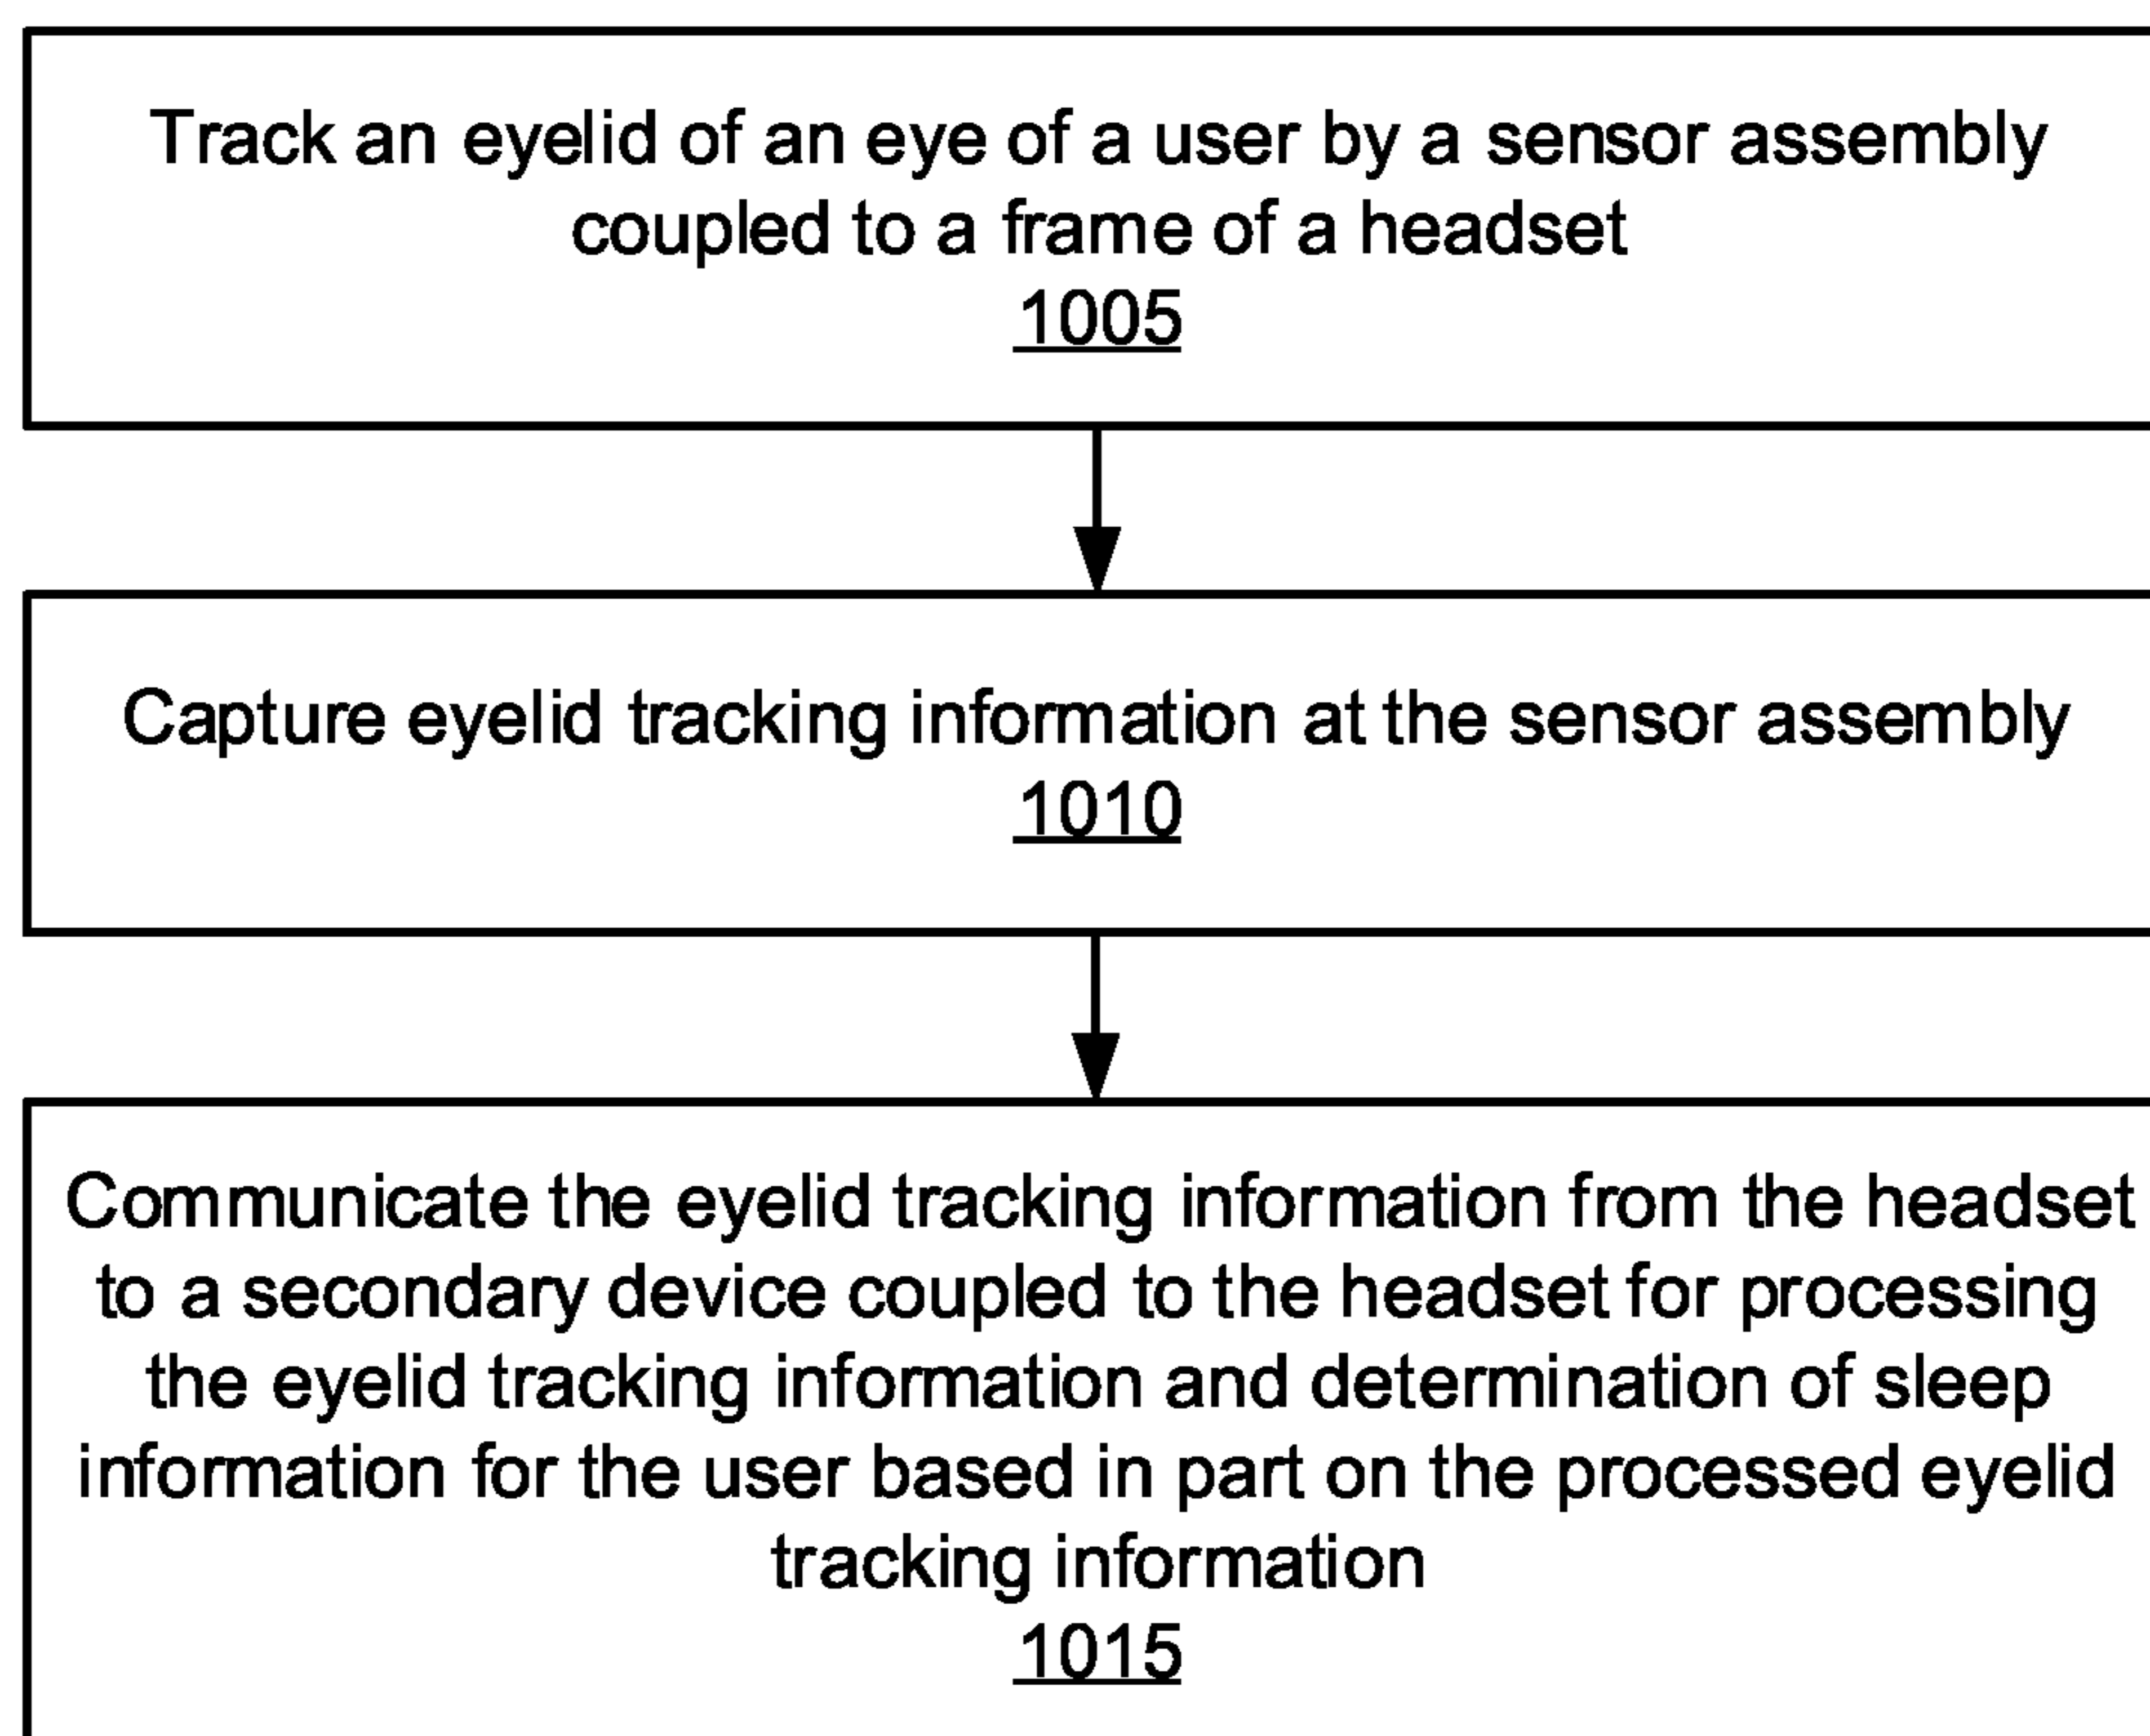 Track an eyelid of an eye of a user by a sensor assembly
coupled to a frame of a headset
1005
Capture eyelid tracking information at the sensor assembly
1010
Communicate the eyelid tracking information from the headset
to a secondary device coupled to the headset for processing
the eyelid tracking information and determination of sleep
information for the user based in part on the processed eyelid
tracking information
1015